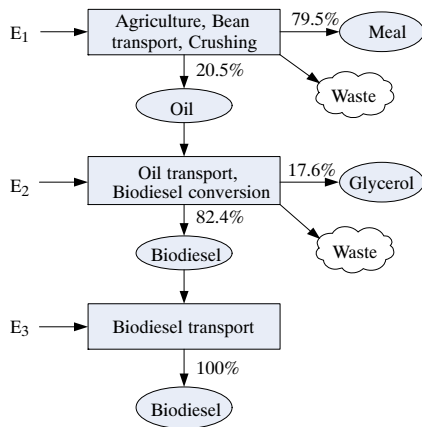 E1
Agriculture, Bean
transport, Crushing
79.5%
Meal
20.5%
Waste
Oil
E2
Oil transport,
Biodiesel conversion
17.6%
Glycerol
82.4%
Waste
Biodiesel
E3
Biodiesel transport
100%
Biodiesel